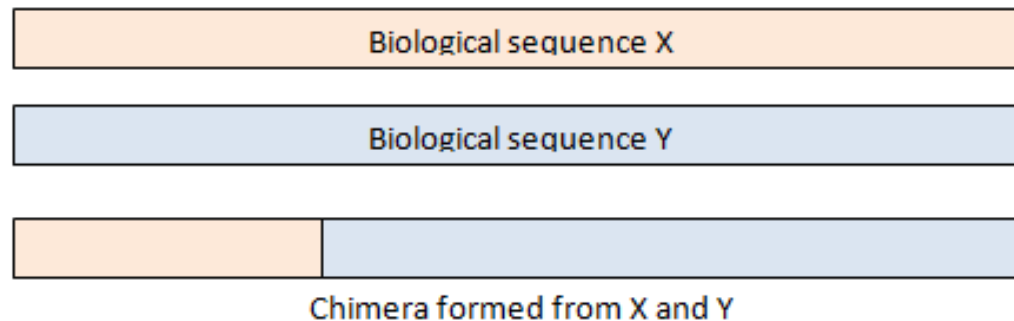 Biological sequence X
Biological sequence Y
Chimera formed from X and Y